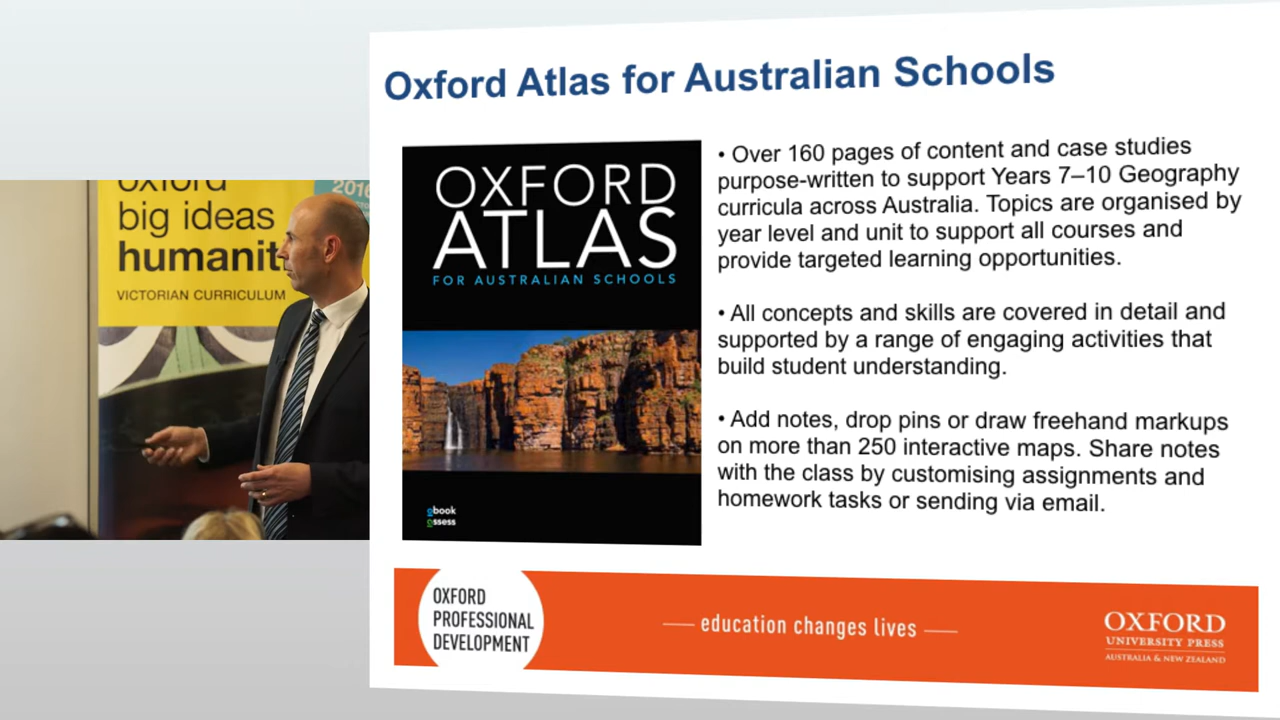 oxford
big ideas
humanit
VICTORIAN CURRICULUM
2016
Oxford Atlas for Australian Schools
OXFORD
ATLAS
FOR AUSTRALIAN SCHOOLS
obook
assess
• Over 160 pages of content and case studies
purpose-written to support Years 7–10 Geography
curricula across Australia. Topics are organised by
year level and unit to support all courses and
provide targeted learning opportunities.
• All concepts and skills are covered in detail and
supported by a range of engaging activities that
build student understanding.
• Add notes, drop pins or draw freehand markups
on more than 250 interactive maps. Share notes
with the class by customising assignments and
homework tasks or sending via email.
OXFORD
PROFESSIONAL
DEVELOPMENT
education changes lives
OXFORD
UNIVERSITY PRESS
AUSTRALIA & NEW ZEALAND